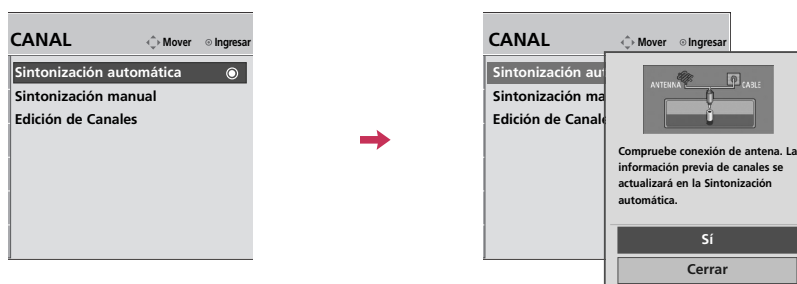 CANAL
Mover
Ingresar
Sintonización automática
Sintonización manual
Edición de Canales
CANAL
Mover
Ingresar
Sintonización aut
Sintonización ma
Edición de Canale
ANTENNA
CABLE
Compruebe conexión de antena. La
información previa de canales se
actualizará en la Sintonización
automática.
Sí
Cerrar